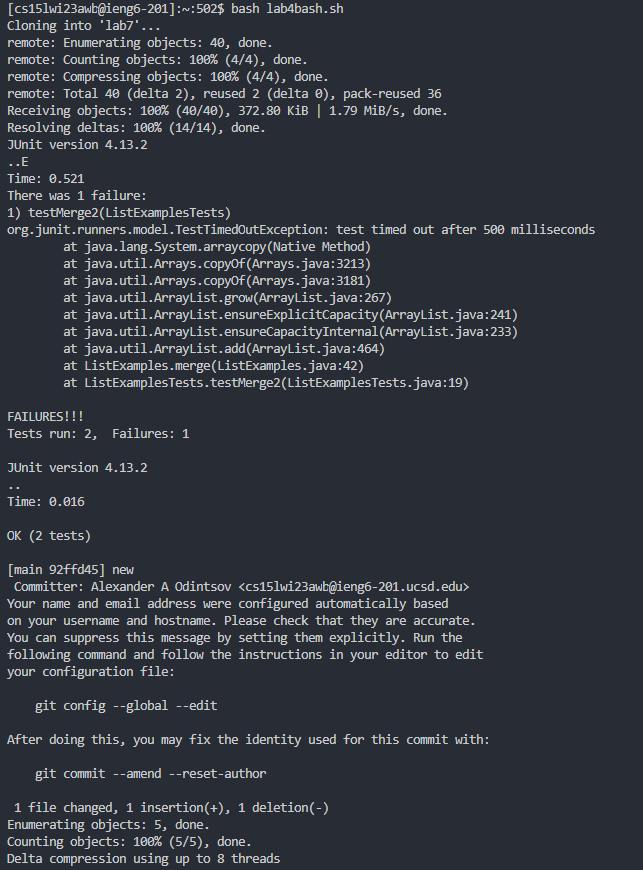 [cs15lwi23awb@ieng6-201]:~:502$ bash lab4bash.sh
Cloning into 'lab7'...
remote: Enumerating objects: 40, done.
remote: Counting objects: 100% (4/4), done.
remote: Compressing objects: 100% (4/4), done.
remote: Total 40 (delta 2), reused 2 (delta 0), pack-reused 36
Receiving objects: 100% (40/40), 372.80 KiB | 1.79 MiB/s, done.
Resolving deltas: 100% (14/14), done.
JUnit version 4.13.2
..E
Time: 0.521
There was 1 failure:
1) testMerge2(ListExamplesTests)
org.junit.runners.model.TestTimedOutException: test timed out after 500 milliseconds
        at java.lang.System.arraycopy(Native Method)
        at java.util.Arrays.copyOf(Arrays.java:3213)
        at java.util.Arrays.copyOf(Arrays.java:3181)
        at java.util.ArrayList.grow(ArrayList.java:267)
        at java.util.ArrayList.ensureExplicitCapacity(ArrayList.java:241)
        at java.util.ArrayList.ensureCapacityInternal(ArrayList.java:233)
        at java.util.ArrayList.add(ArrayList.java:464)
        at ListExamples.merge(ListExamples.java:42)
        at ListExamplesTests.testMerge2(ListExamplesTests.java:19)
FAILURES!!!
Tests run: 2,  Failures: 1
JUnit version 4.13.2
..
Time: 0.016
OK (2 tests)
[main 92ffd45] new
 Committer: Alexander A Odintsov <cs15lwi23awb@ieng6-201.ucsd.edu>
Your name and email address were configured automatically based
on your username and hostname. Please check that they are accurate.
You can suppress this message by setting them explicitly. Run the
following command and follow the instructions in your editor to edit
your configuration file:
    git config --global --edit
After doing this, you may fix the identity used for this commit with:
    git commit --amend --reset-author
 1 file changed, 1 insertion(+), 1 deletion(-)
Enumerating objects: 5, done.
Counting objects: 100% (5/5), done.
Delta compression using up to 8 threads